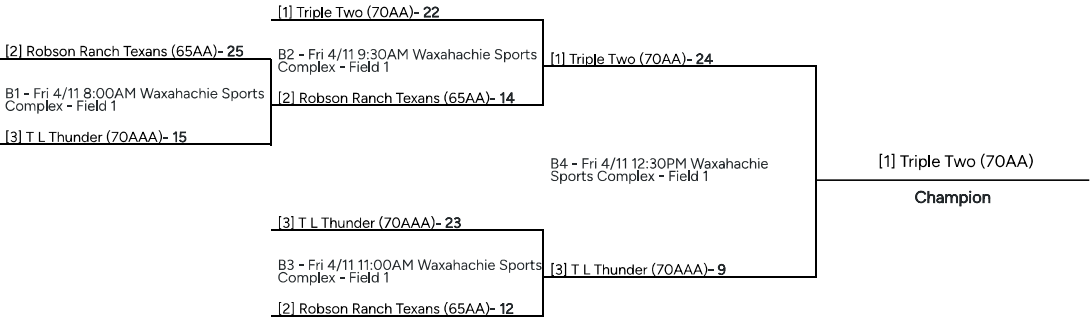 [1] Triple Two (70AA)- 22
[2] Robson Ranch Texans (65AA)- 25
B2 - Fri 4/11 9:30AM Waxahachie Sports
Complex - Field 1
[1] Triple Two (70AA)- 24
B1 - Fri 4/11 8:00AM Waxahachie Sports
Complex - Field 1
[2] Robson Ranch Texans (65AA)- 14
[3] T L Thunder (70AAA)- 15
B4 - Fri 4/11 12:30PM Waxahachie
Sports Complex - Field 1
[1] Triple Two (70AA)
Champion
[3] T L Thunder (70AAA)- 23
B3 - Fri 4/11 11:00AM Waxahachie Sports
Complex - Field 1
[3] T L Thunder (70AAA)- 9
[2] Robson Ranch Texans (65AA)- 12